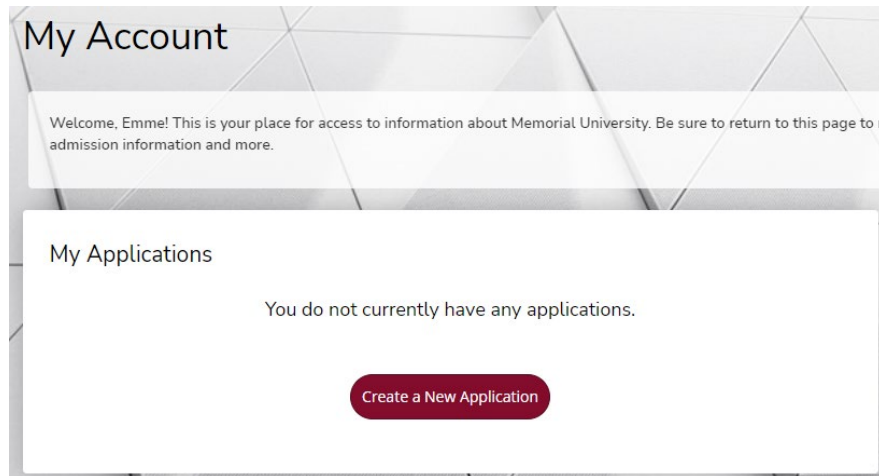 My Account
Welcome, Emme! This is your place for access to information about Memorial University. Be sure to return to this page to
admission information and more.
My Applications
You do not currently have any applications.
Create a New Application